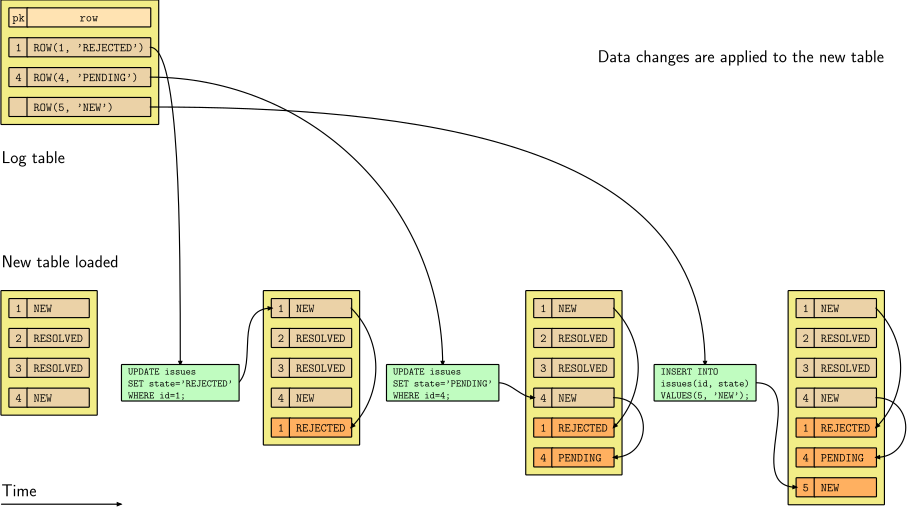 pk row
1 ROW(1, 'REJECTED')
4 ROW(4, 'PENDING')
ROW(5, 'NEW')
Data changes are applied to the new table
Log table
New table loaded
1 NEW
2 RESOLVED
3 RESOLVED
4 NEW
UPDATE issues
SET state='REJECTED'
WHERE id=1;
1 NEW
2 RESOLVED
3 RESOLVED
4 NEW
1 REJECTED
UPDATE issues
SET state='PENDING'
WHERE id=4;
1 NEW
2 RESOLVED
3 RESOLVED
4 NEW
1 REJECTED
4 PENDING
INSERT INTO
issues(id, state)
VALUES(5, 'NEW');
1 NEW
2 RESOLVED
3 RESOLVED
4 NEW
1 REJECTED
4 PENDING
5 NEW
Time